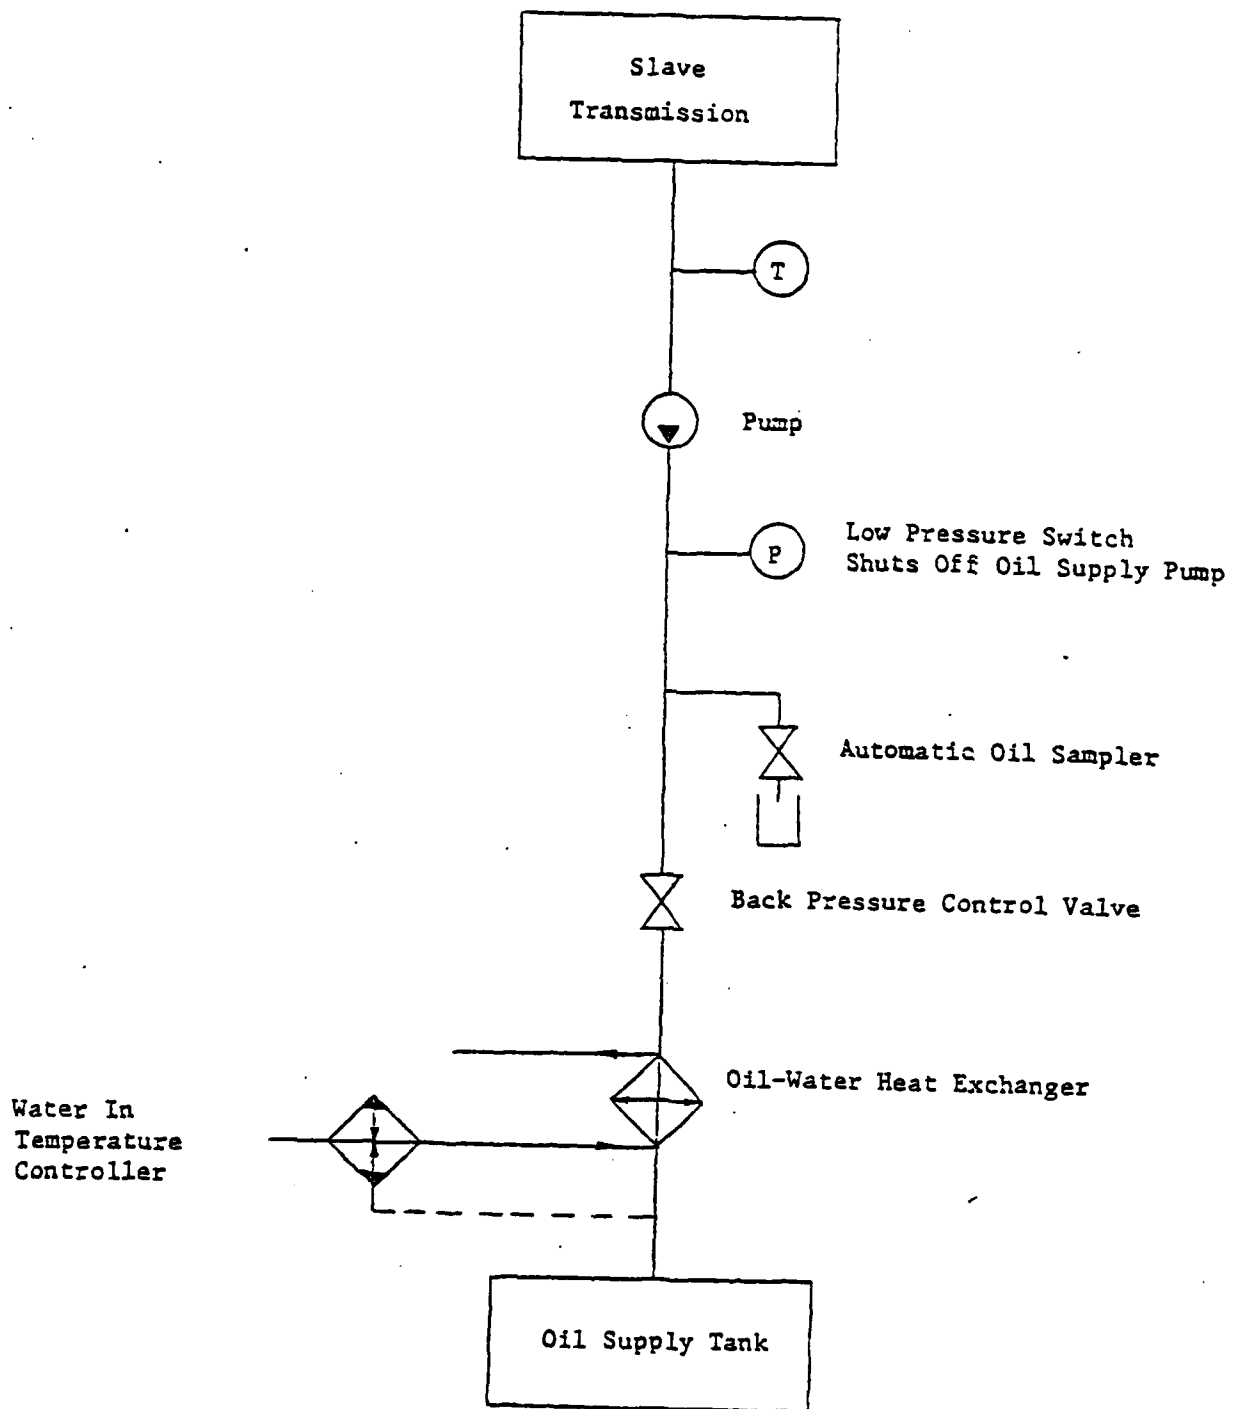 Slave
Transmission
T
Pump
P
Low Pressure Switch
Shuts Off Oil Supply Pump
Automatic Oil Sampler
Back Pressure Control Valve
Oil-Water Heat Exchanger
Water In
Temperature
Controller
Oil Supply Tank